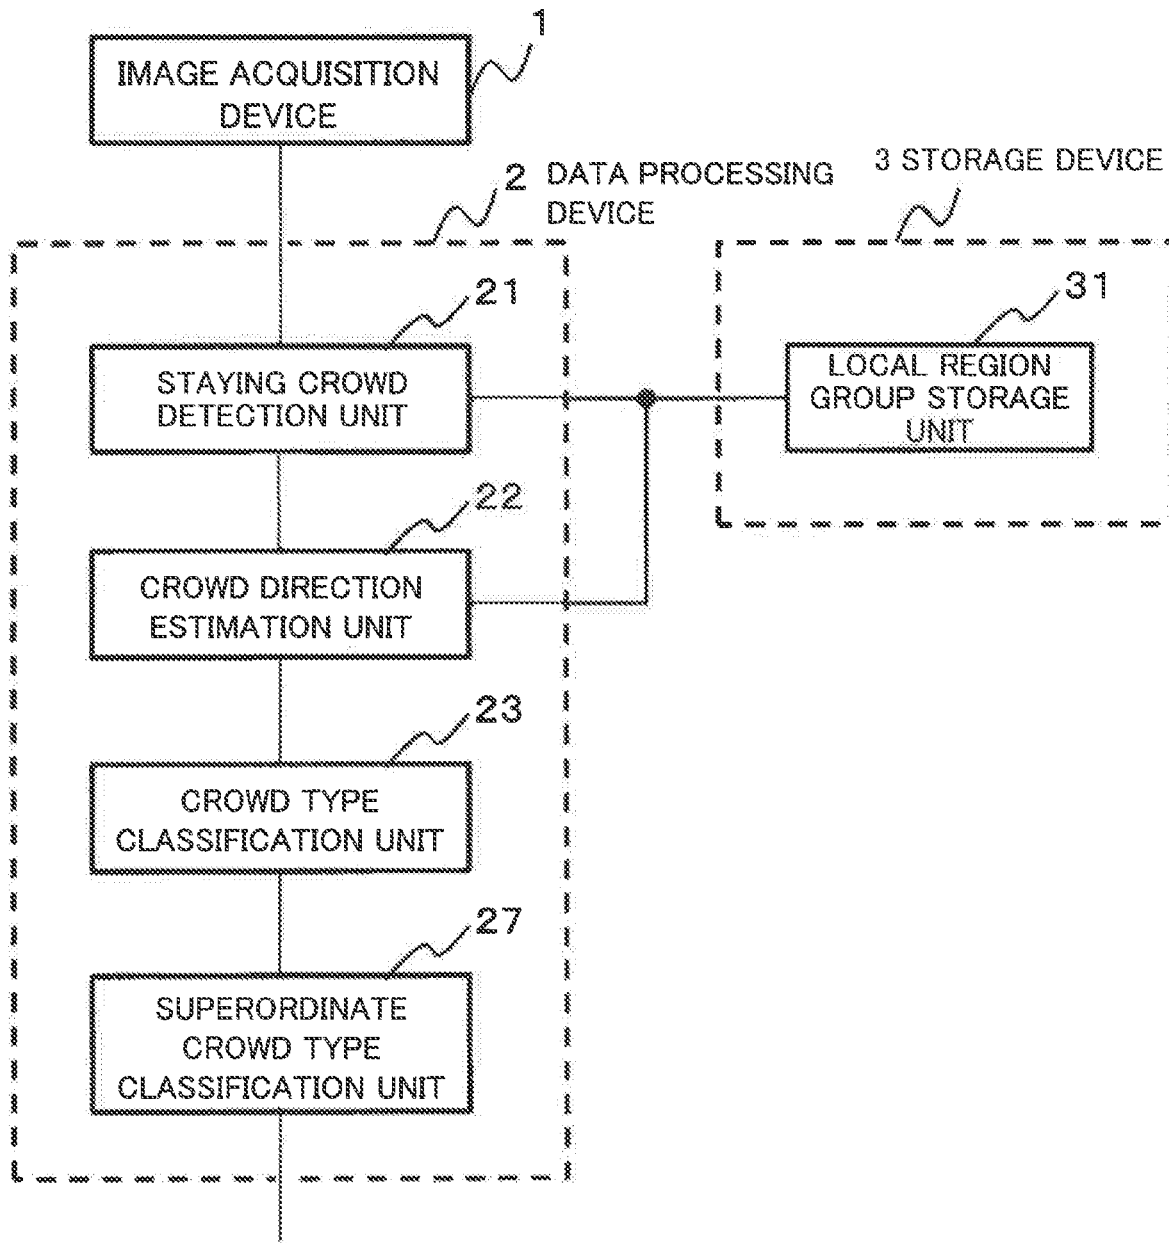 1
IMAGE ACQUISITION
DEVICE
3 STORAGE DEVICE
2 DATA PROCESSING
DEVICE
21
31
STAYING CROWD
DETECTION UNIT
LOCAL REGION
GROUP STORAGE
UNIT
22
CROWD DIRECTION
ESTIMATION UNIT
23
CROWD TYPE
CLASSIFICATION UNIT
27
SUPERORDINATE
CROWD TYPE
CLASSIFICATION UNIT